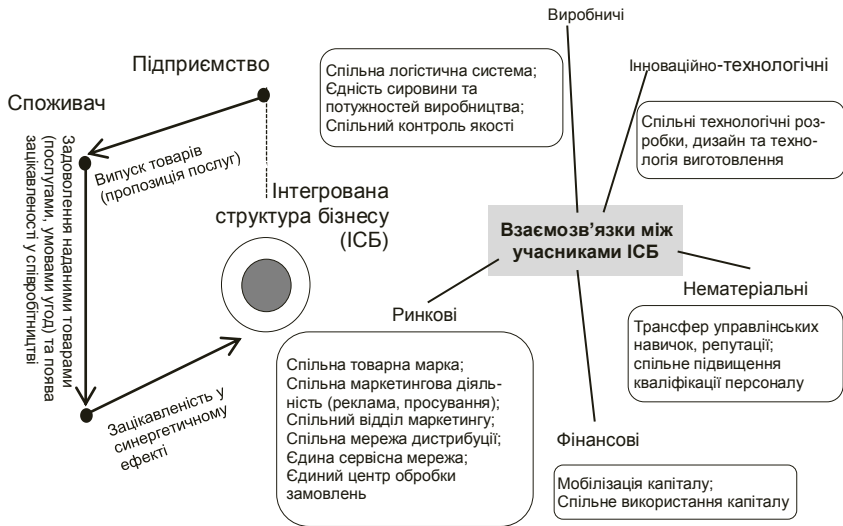 Виробничі
Підприємство
Споживач
Спільна логістична система;
Єдність сировини та
потужностей виробництва;
Спільний контроль якості
Інноваційно-технологічні
Спільні технологічні роз-
робки, дизайн та техно-
логія виготовлення
Випуск товарів
(пропозиція послуг)
Задоволення наданими товарами
(послугами, умовами угод) та поява
зацікавленості у співробітництві
Інтегрована
структура бізнесу
(ІСБ)
Взаємозв’язки між
учасниками ІСБ
Ринкові
Нематеріальні
Трансфер управлінських
навичок, репутації;
спільне підвищення
кваліфікації персоналу
Спільна товарна марка;
Спільна маркетингова діяль-
ність (реклама, просування);
Спільний відділ маркетингу;
Спільна мережа дистрибуції;
Єдина сервісна мережа;
Єдиний центр обробки
замовлень
Зацікавленість у
синергетичному
ефекті
Фінансові
Мобілізація капіталу;
Спільне використання капіталу